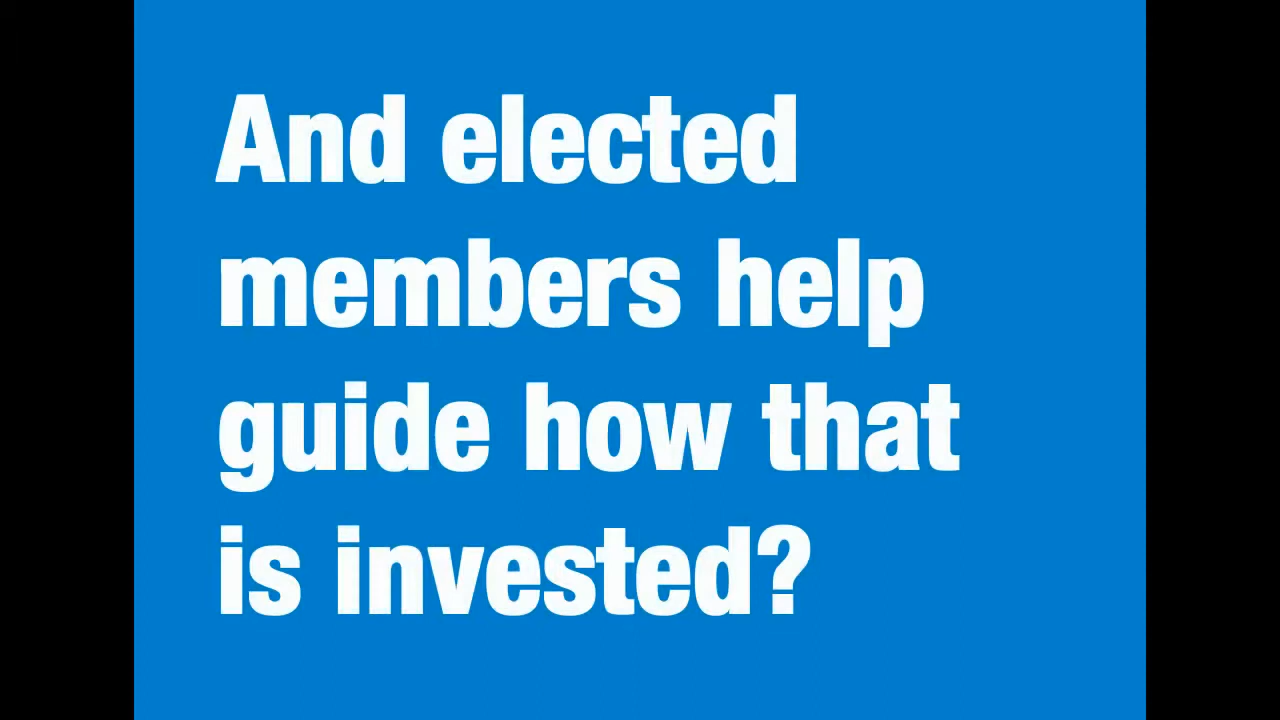 And elected
members help
guide how that
is invested?